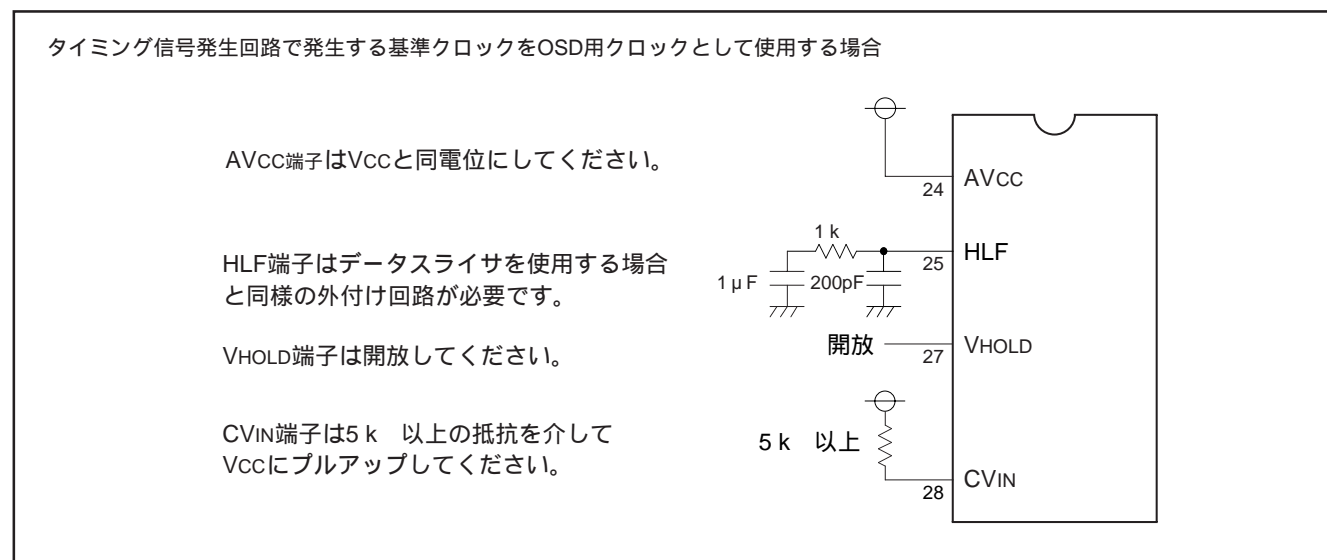 タイミング信号発生回路で発生する基準クロックをOSD用クロックとして使用する場合
AVCC端子はVCCと同電位にしてください。
24 AVCC
HLF端子はデータスライサを使用する場合
と同様の外付け回路が必要です。
1 k
25 HLF
1 μ F 200pF
VHOLD端子は開放してください。
開放 27 VHOLD
CVIN端子は5 k 以上の抵抗を介して
VCCにプルアップしてください。
5 k 以上
28 CVIN